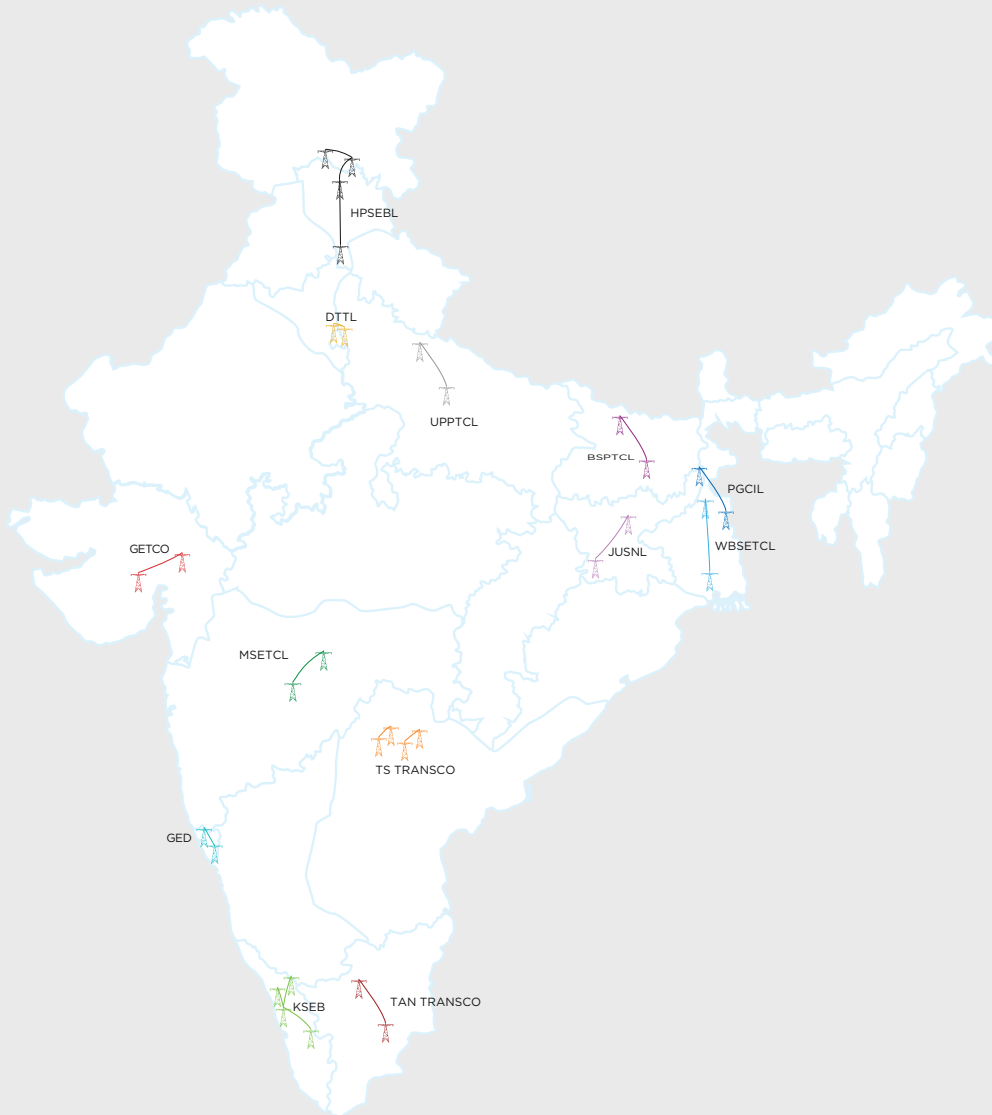 HPSEBL
DTTL
UPPTCL
BSPTCL
PGCIL
WBSETCL
JUSNL
GETCO
MSETCL
TS TRANSCO
GED
KSEB
TAN TRANSCO